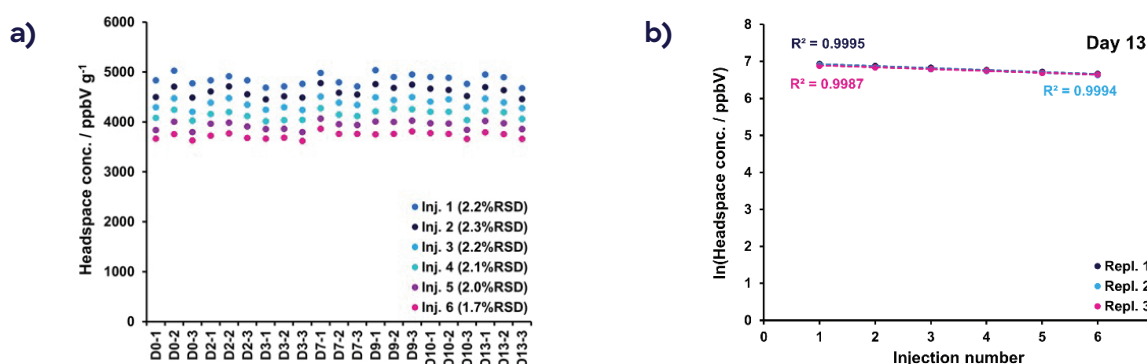 a)
6000
5000
4000
3000
2000
1000
0
Headspace conc. / ppbV g⁻¹
Inj. 1 (2.2%RSD)
Inj. 2 (2.3%RSD)
Inj. 3 (2.2%RSD)
Inj. 4 (2.1%RSD)
Inj. 5 (2.0%RSD)
Inj. 6 (1.7%RSD)
D0-1
D0-2
D0-3
D2-1
D2-2
D2-3
D3-1
D3-2
D3-3
D7-1
D7-2
D7-3
D9-1
D9-2
D9-3
D10-1
D10-2
D10-3
D13-1
D13-2
D13-3
b)
8
7
6
5
4
3
2
1
0
ln(Headspace conc. / ppbV)
R² = 0.9995
Day 13
R² = 0.9987
R² = 0.9994
Repl. 1
Repl. 2
Repl. 3
0
1
2
3
4
5
6
Injection number